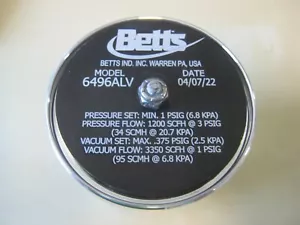 Betts
BETTS IND. INC. WARREN PA, USA
MODEL DATE
6496ALV 04/07/22
PRESSURE SET: MIN. 1 PSIG (6.8 KPA)
PRESSURE FLOW: 1200 SCFH @ 3 PSIG
(34 SCMH @ 20.7 KPA)
VACUUM SET: MAX. .375 PSIG (2.5 KPA)
VACUUM FLOW: 3350 SCFH @ 1 PSIG
(95 SCMH @ 6.8 KPA)